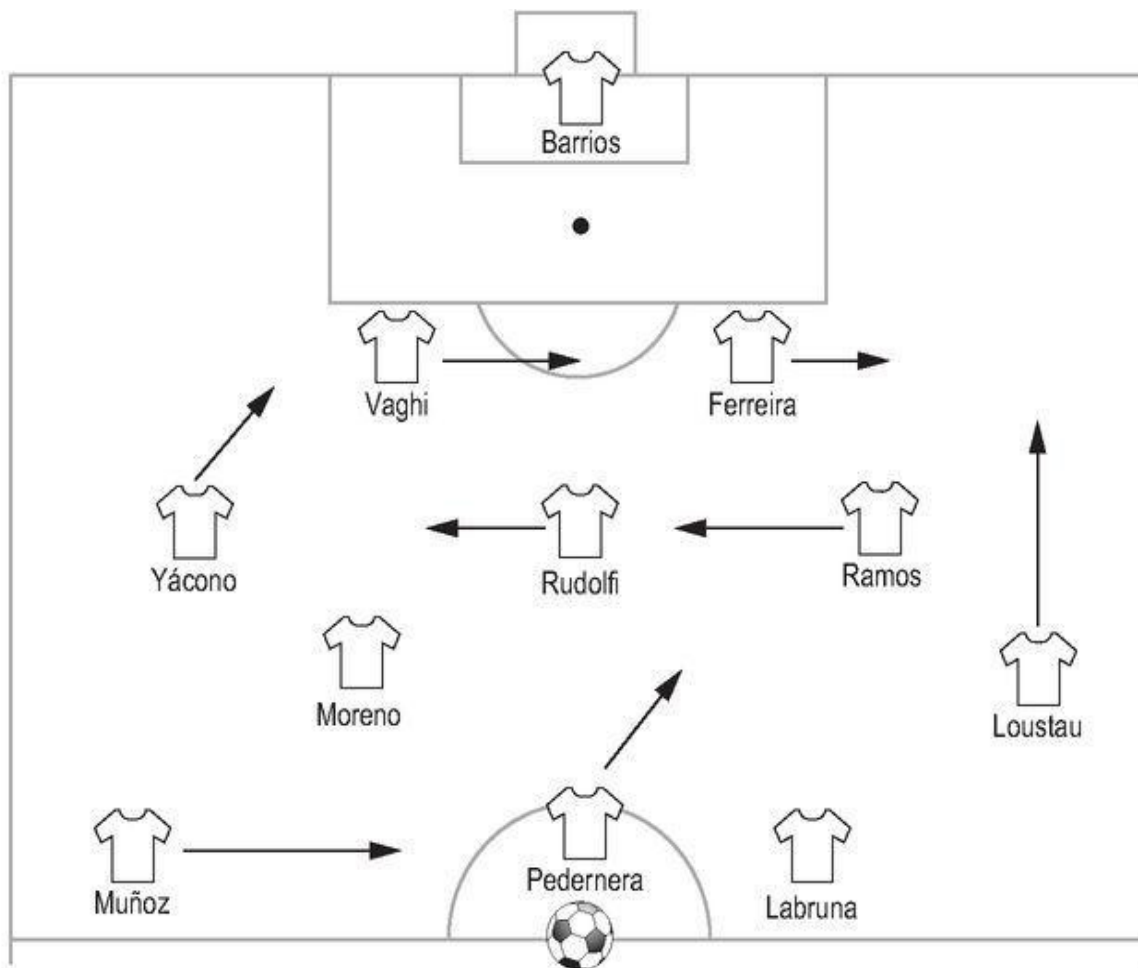 Barrios
Vaghi
Ferreira
Yácono
Rudolfi
Ramos
Moreno
Loustau
Muñoz
Pedernera
Labruna